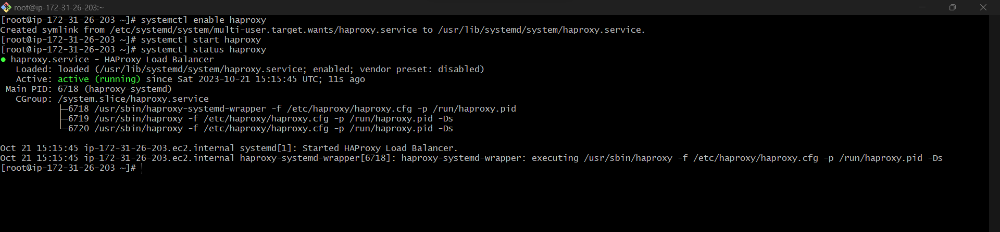 root@ip-172-31-26-203:~
[root@ip-172-31-26-203 ~]# systemctl enable haproxy
Created symlink from /etc/systemd/system/multi-user.target.wants/haproxy.service to /usr/lib/systemd/system/haproxy.service.
[root@ip-172-31-26-203 ~]# systemctl start haproxy
[root@ip-172-31-26-203 ~]# systemctl status haproxy
● haproxy.service - HAProxy Load Balancer
   Loaded: loaded (/usr/lib/systemd/system/haproxy.service; enabled; vendor preset: disabled)
   Active: active (running) since Sat 2023-10-21 15:15:45 UTC; 11s ago
 Main PID: 6718 (haproxy-systemd)
   CGroup: /system.slice/haproxy.service
           ├─6718 /usr/sbin/haproxy-systemd-wrapper -f /etc/haproxy/haproxy.cfg -p /run/haproxy.pid
           ├─6719 /usr/sbin/haproxy -f /etc/haproxy/haproxy.cfg -p /run/haproxy.pid -Ds
           └─6720 /usr/sbin/haproxy -f /etc/haproxy/haproxy.cfg -p /run/haproxy.pid -Ds
Oct 21 15:15:45 ip-172-31-26-203.ec2.internal systemd[1]: Started HAProxy Load Balancer.
Oct 21 15:15:45 ip-172-31-26-203.ec2.internal haproxy-systemd-wrapper[6718]: haproxy-systemd-wrapper: executing /usr/sbin/haproxy -f /etc/haproxy/haproxy.cfg -p /run/haproxy.pid -Ds
[root@ip-172-31-26-203 ~]#